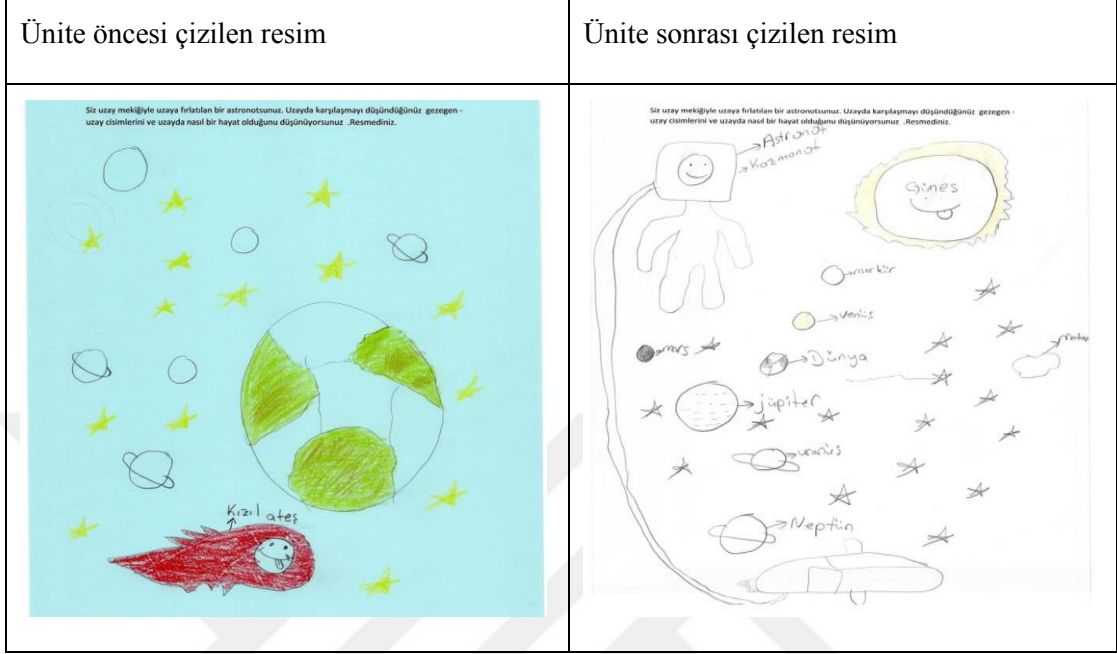 Ünite öncesi çizilen resim
Ünite sonrası çizilen resim
Siz uzay mekiğiyle uzaya fırlatılan bir astronotsunuz. Uzayda karşılaşmayı düşündüğünüz gezegen -
uzay cisimlerini ve uzayda nasıl bir hayat olduğunu düşünüyorsunuz .Resmediniz.
Kızıl ateş
Siz uzay mekiğiyle uzaya fırlatılan bir astronotsunuz. Uzayda karşılaşmayı düşündüğünüz gezegen -
uzay cisimlerini ve uzayda nasıl bir hayat olduğunu düşünüyorsunuz .Resmediniz.
Astronot
Kozmonot
Gines
merkür
venüs
mars
Dünya
jüpiter
uranüs
Neptün